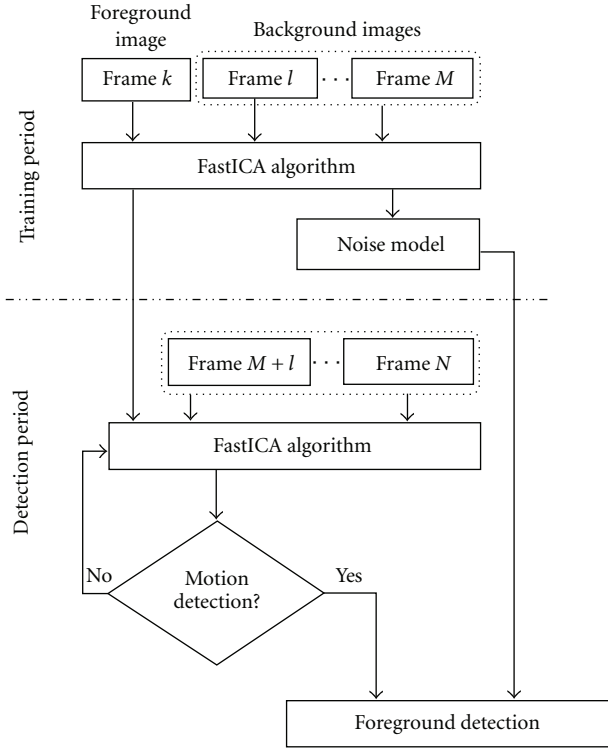 Foreground
image
Background images
Frame k
Frame l
· · ·
Frame M
Training period
FastICA algorithm
Noise model
Frame M + l
· · ·
Frame N
Detection period
FastICA algorithm
No
Motion
detection?
Yes
Foreground detection